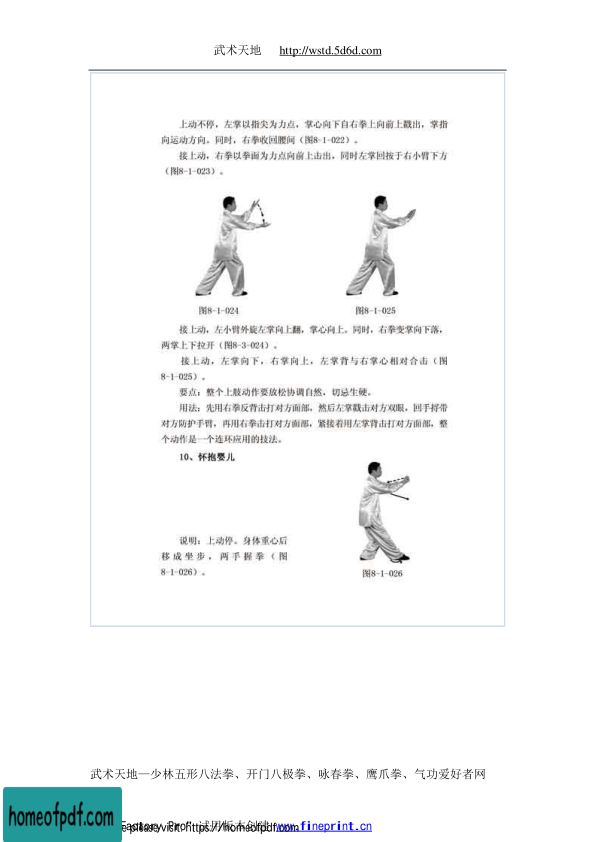 武术天地 http://wstd.5d6d.com
上动不停，左掌以指尖为力点，掌心向下自右拳上向前上戳出，掌指
向运动方向。同时，右拳收回腰间（图8-1-022）。
接上动，右拳以拳面为力点向前上击出，同时左掌回按于右小臂下方
（图8-1-023）。
图8-1-024 图8-1-025
接上动，左小臂外旋左掌向上翻，掌心向上。同时，右拳变掌向下落，
两掌上下拉开（图8-3-024）。
接上动，左掌向下，右掌向上，左掌背与右掌心相对合击（图
8-1-025）。
要点：整个上肢动作要放松协调自然，切忌生硬。
用法：先用右拳反背击打对方面部，然后左掌戳击对方双眼，回手捋带
对方防护手臂，再用右拳击打对方面部，紧接着用左掌背击打对方面部，整
个动作是一个连环应用的技法。
10、怀抱婴儿
说明：上动停。身体重心后
移成坐步，两手握拳（图
8-1-026）。
图8-1-026
武术天地—少林五形八法拳、开门八极拳、咏春拳、鹰爪拳、气功爱好者网
homeofpdf.com
please visit: https://homeofpdf.com
Factory Pro" 试用版本创建 www.fineprint.cn